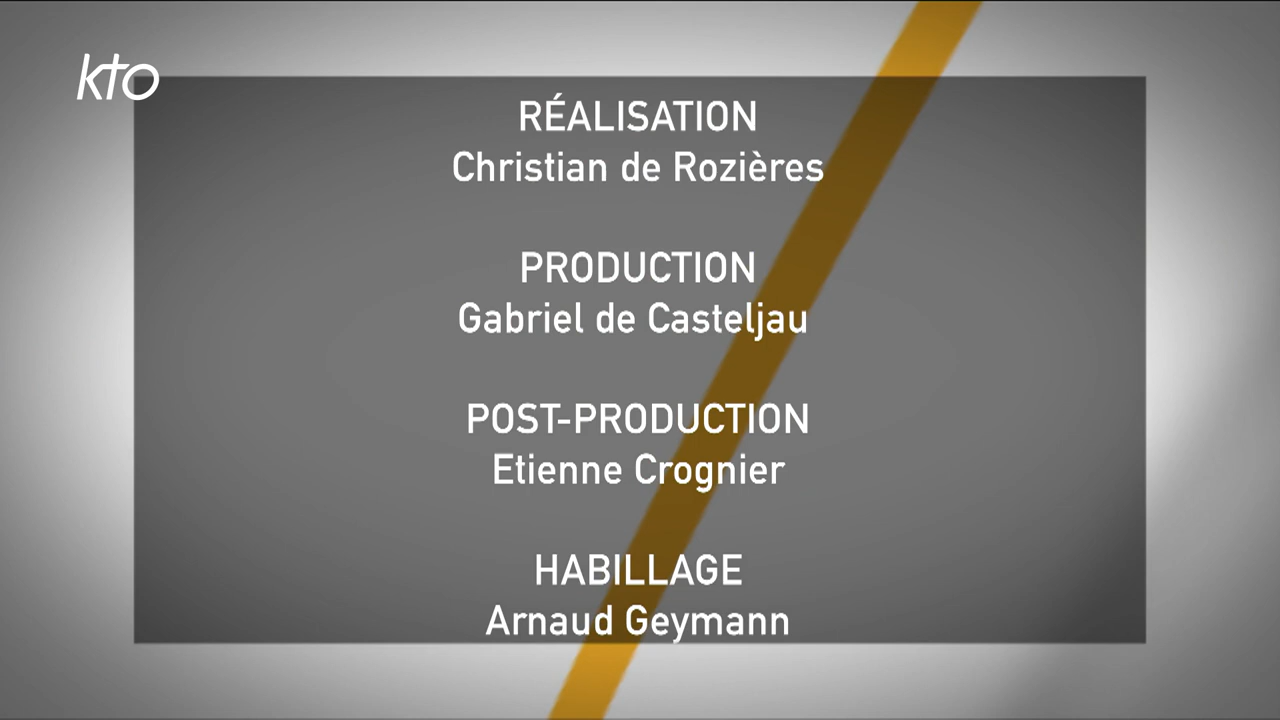 kto
RÉALISATION
Christian de Rozières
PRODUCTION
Gabriel de Casteljau
POST-PRODUCTION
Etienne Crognier
HABILLAGE
Arnaud Geymann